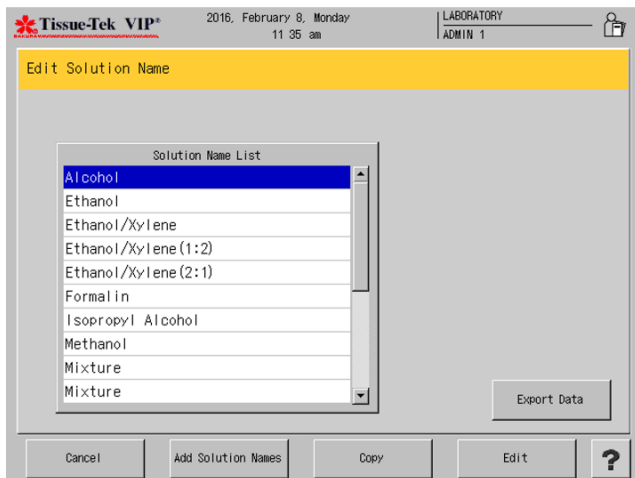 Tissue-Tek VIP®
2016, February 8, Monday
11 35 am
LABORATORY
ADMIN 1
Edit Solution Name
Solution Name List
Alcohol
Ethanol
Ethanol/Xylene
Ethanol/Xylene(1:2)
Ethanol/Xylene(2:1)
Formalin
Isopropyl Alcohol
Methanol
Mixture
Mixture
Export Data
Cancel
Add Solution Names
Copy
Edit
?